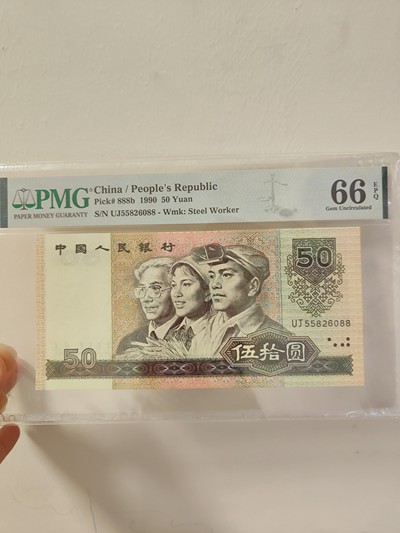 PMG
PAPER MONEY GUARANTY
China / People's Republic
Pick# 888b 1990 50 Yuan
S/N UJ55826088 - Wmk: Steel Worker
66 EPQ
Gem Uncirculated
中国人民银行
50
UJ55826088
50
伍拾圆